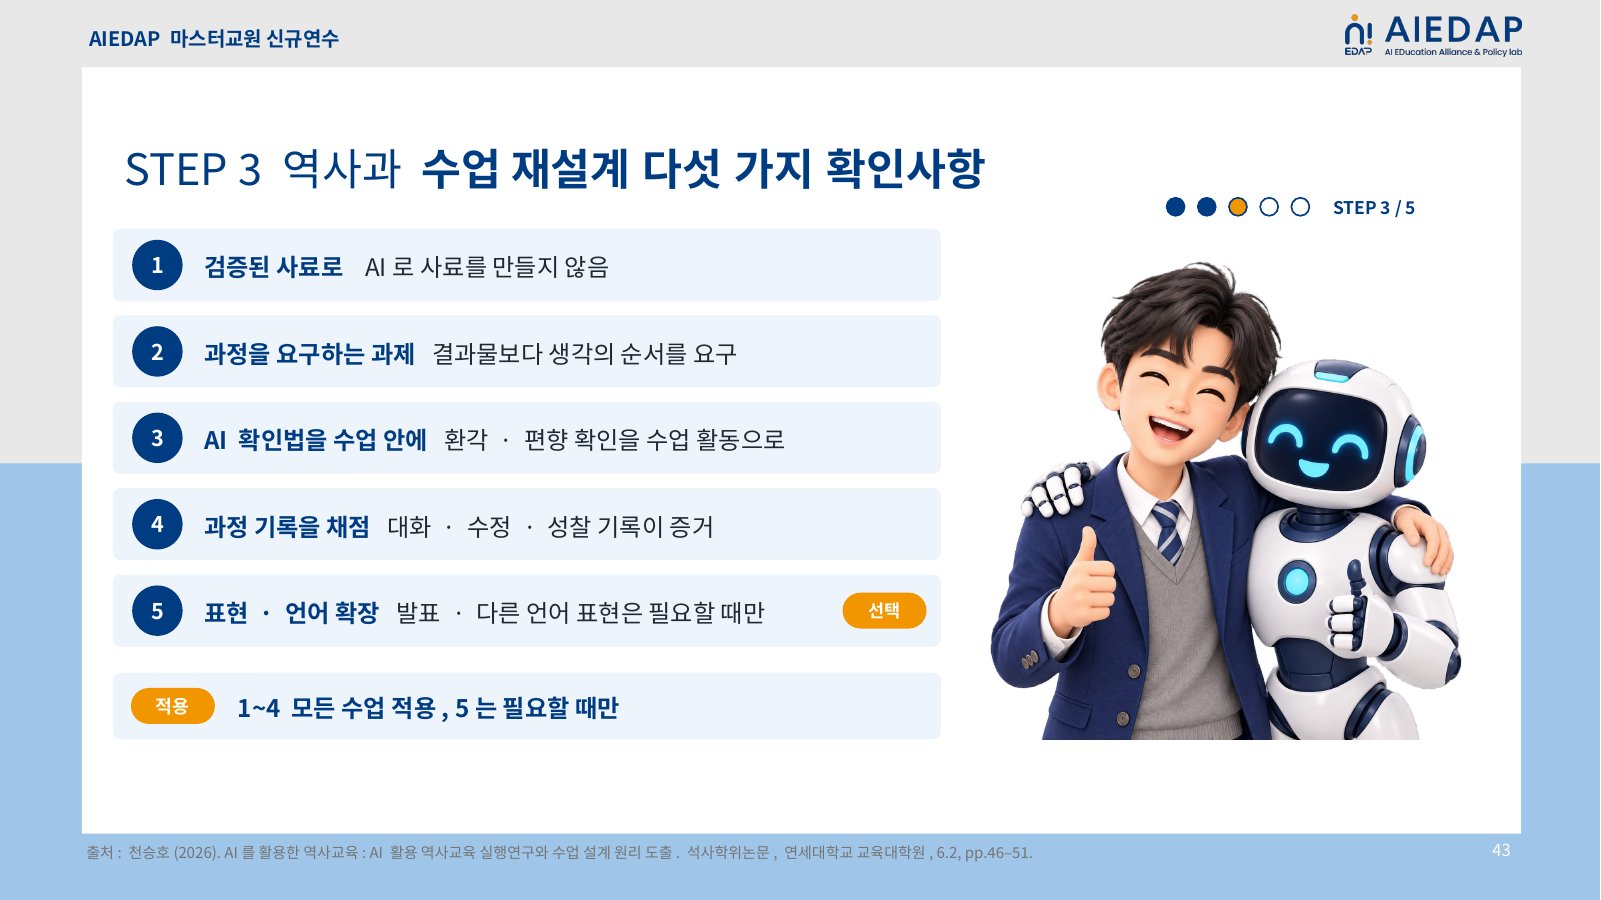 AIEDAP 마스터교원 신규연수
AIEDAP
EDAP
AI EDucation Alliance & Policy lab
STEP 3 역사과 수업 재설계 다섯 가지 확인사항
STEP 3 / 5
1 검증된 사료로 AI 로 사료를 만들지 않음
2 과정을 요구하는 과제 결과물보다 생각의 순서를 요구
3 AI 확인법을 수업 안에 환각 · 편향 확인을 수업 활동으로
4 과정 기록을 채점 대화 · 수정 · 성찰 기록이 증거
5 표현 · 언어 확장 발표 · 다른 언어 표현은 필요할 때만 선택
적용 1~4 모든 수업 적용 , 5 는 필요할 때만
출처 : 천승호 (2026). AI 를 활용한 역사교육 : AI 활용 역사교육 실행연구와 수업 설계 원리 도출 . 석사학위논문 , 연세대학교 교육대학원 , 6.2, pp.46–51.
43